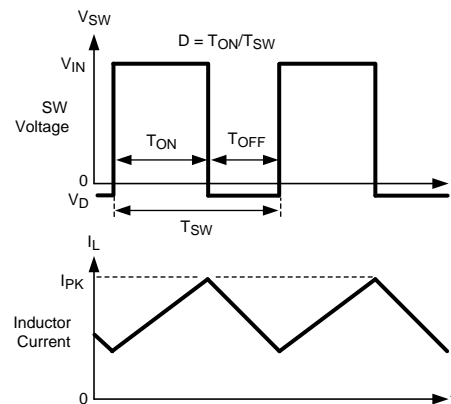 VSW
D = TON/TSW
VIN
SW
Voltage
TON
TOFF
0
VD
t
TSW
IL
IPK
Inductor
Current
0
t